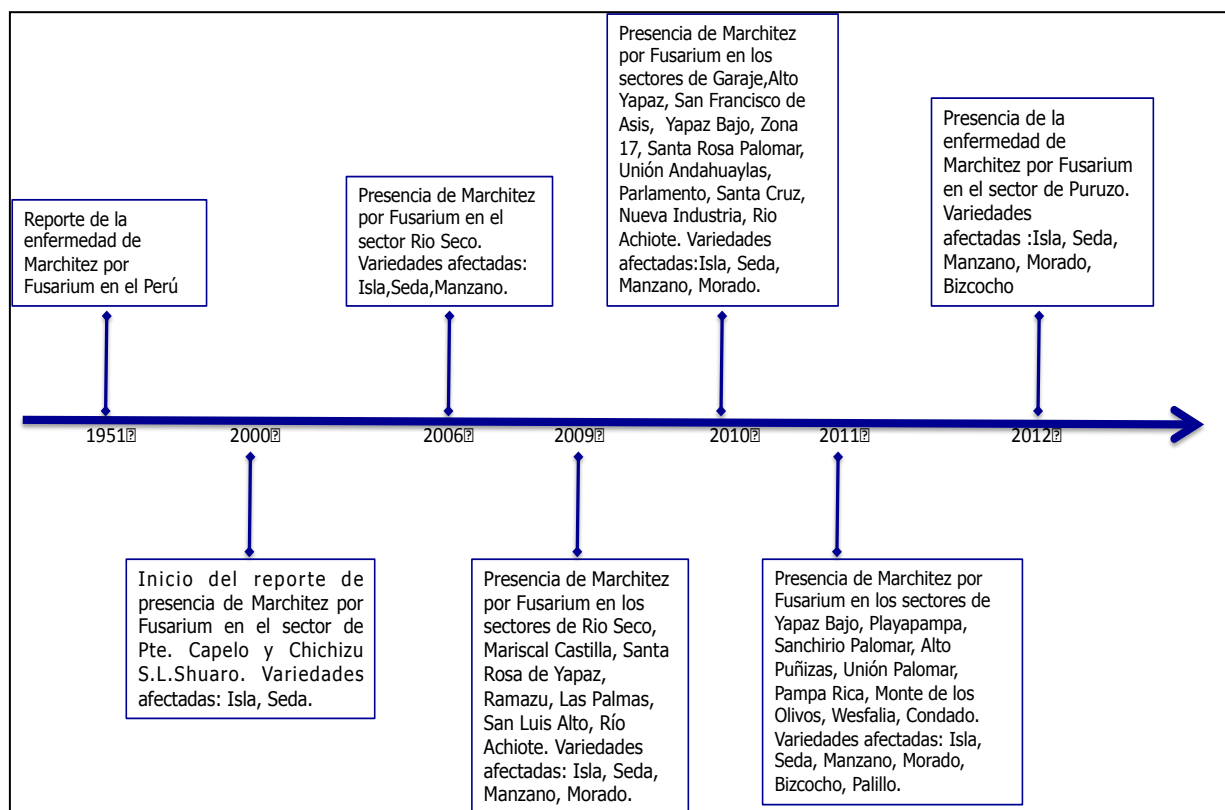 Reporte de la
enfermedad de
Marchitez por
Fusarium en el Perú
Presencia de Marchitez
por Fusarium en el
sector Rio Seco.
Variedades afectadas:
Isla,Seda,Manzano.
Presencia de Marchitez
por Fusarium en los
sectores de Garaje,Alto
Yapaz, San Francisco de
Asis, Yapaz Bajo, Zona
17, Santa Rosa Palomar,
Unión Andahuaylas,
Parlamento, Santa Cruz,
Nueva Industria, Rio
Achiote. Variedades
afectadas:Isla, Seda,
Manzano, Morado.
Presencia de la
enfermedad de
Marchitez por Fusarium
en el sector de Puruzo.
Variedades
afectadas :Isla, Seda,
Manzano, Morado,
Bizcocho
1951 2000 2006 2009 2010 2011 2012
Inicio del reporte de
presencia de Marchitez por
Fusarium en el sector de
Pte. Capelo y Chichizu
S.L.Shuaro. Variedades
afectadas: Isla, Seda.
Presencia de Marchitez
por Fusarium en los
sectores de Rio Seco,
Mariscal Castilla, Santa
Rosa de Yapaz,
Ramazu, Las Palmas,
San Luis Alto, Río
Achiote. Variedades
afectadas: Isla, Seda,
Manzano, Morado.
Presencia de Marchitez por
Fusarium en los sectores de
Yapaz Bajo, Playapampa,
Sanchirio Palomar, Alto
Puñizas, Unión Palomar,
Pampa Rica, Monte de los
Olivos, Wesfalia, Condado.
Variedades afectadas: Isla,
Seda, Manzano, Morado,
Bizcocho, Palillo.